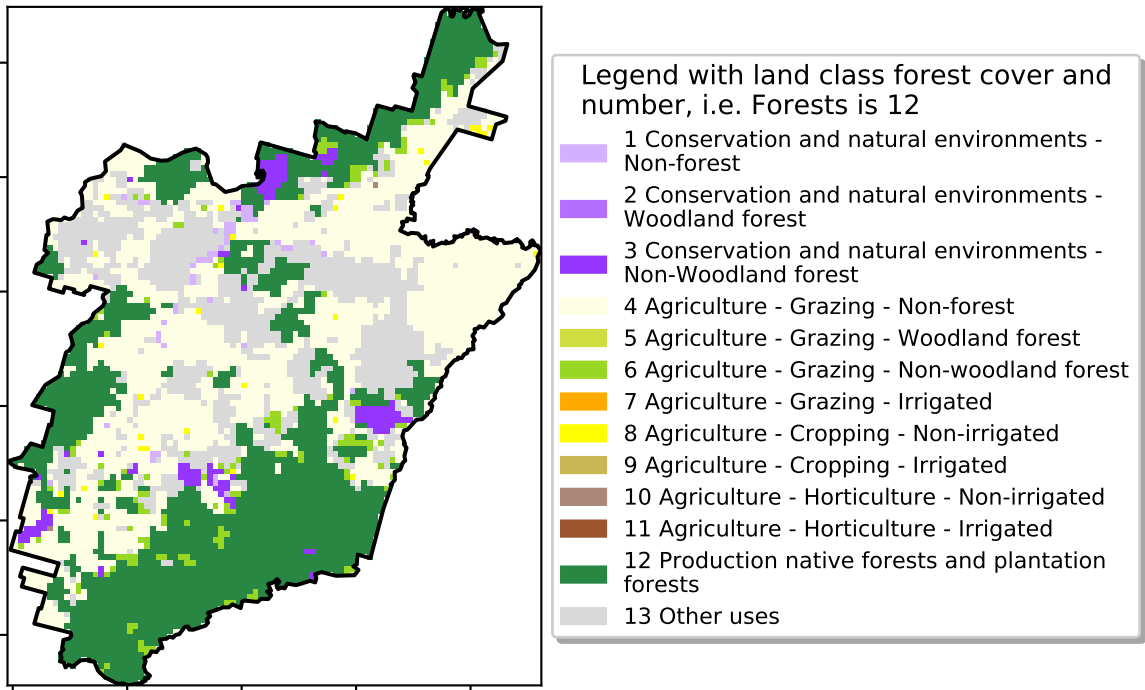 Legend with land class forest cover and
number, i.e. Forests is 12
1 Conservation and natural environments -
Non-forest
2 Conservation and natural environments -
Woodland forest
3 Conservation and natural environments -
Non-Woodland forest
4 Agriculture - Grazing - Non-forest
5 Agriculture - Grazing - Woodland forest
6 Agriculture - Grazing - Non-woodland forest
7 Agriculture - Grazing - Irrigated
8 Agriculture - Cropping - Non-irrigated
9 Agriculture - Cropping - Irrigated
10 Agriculture - Horticulture - Non-irrigated
11 Agriculture - Horticulture - Irrigated
12 Production native forests and plantation
forests
13 Other uses